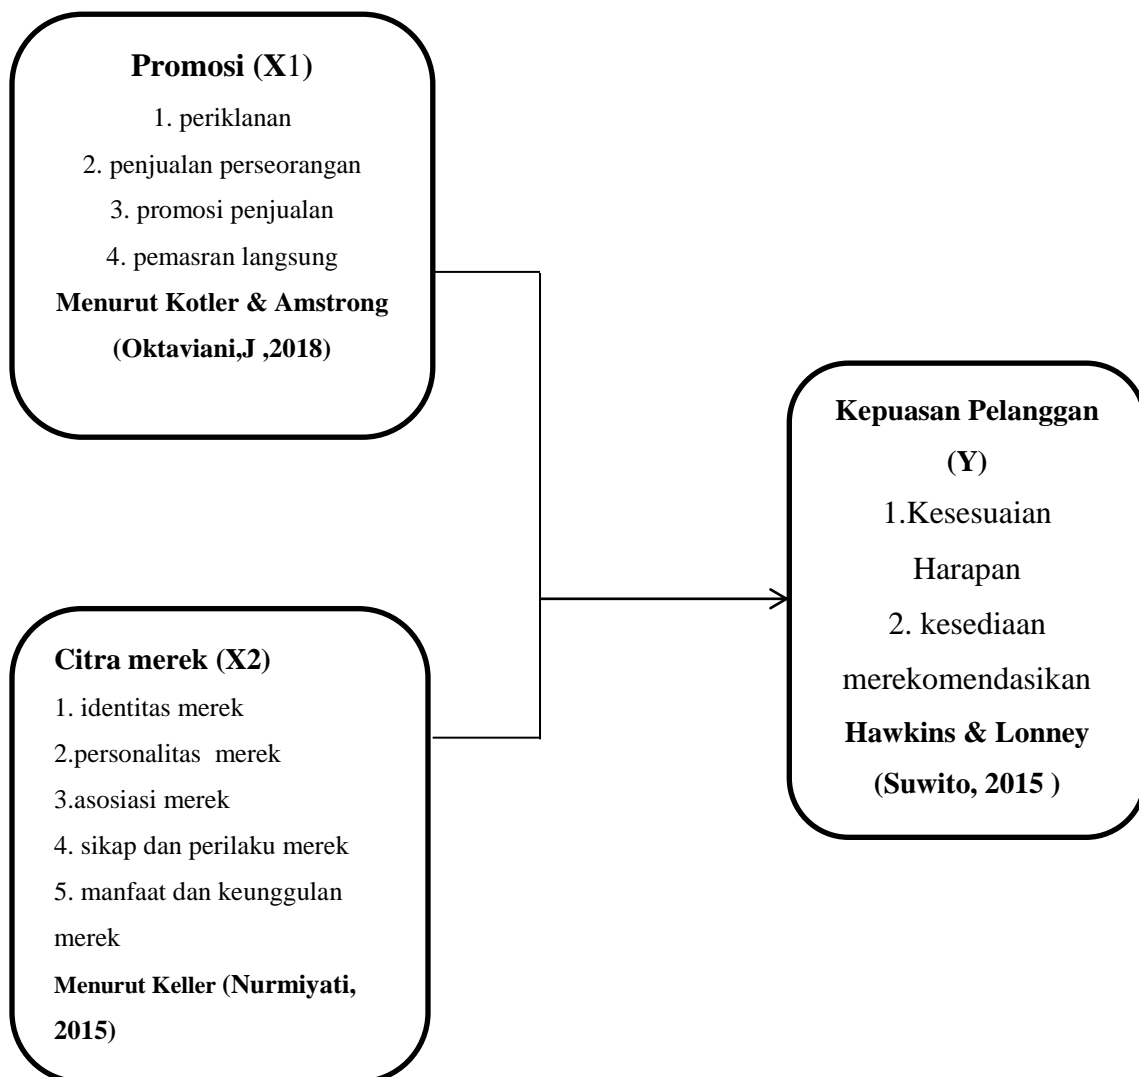 Promosi (X1)
1. periklanan
2. penjualan perseorangan
3. promosi penjualan
4. pemasran langsung
Menurut Kotler & Amstrong
(Oktaviani,J ,2018)
Citra merek (X2)
1. identitas merek
2.personalitas merek
3.asosiasi merek
4. sikap dan perilaku merek
5. manfaat dan keunggulan
merek
Menurut Keller (Nurmiyati,
2015)
Kepuasan Pelanggan
(Y)
1.Kesesuaian
Harapan
2. kesediaan
merekomendasikan
Hawkins & Lonney
(Suwito, 2015 )